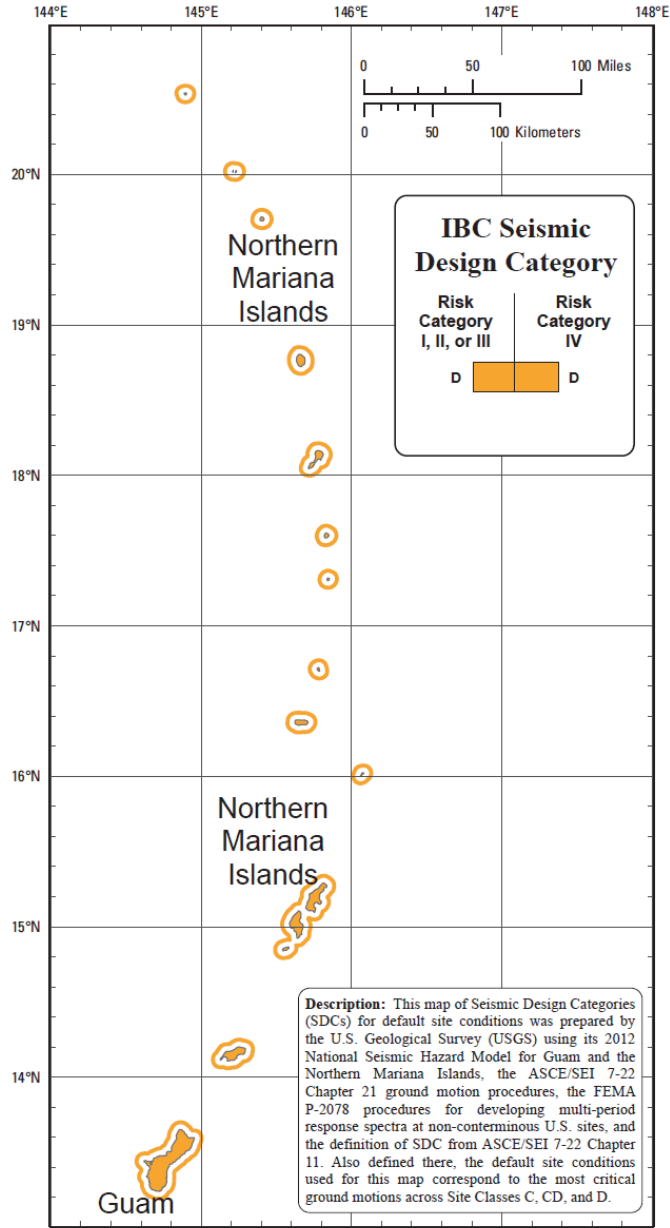 144°E 145°E 146°E 147°E 148°E
0 50 100 Miles
0 50 100 Kilometers
20°N
Northern
Mariana
Islands
IBC Seismic
Design Category
Risk Category I, II, or III
Risk Category IV
D D
19°N
18°N
17°N
16°N
Northern
Mariana
Islands
15°N
14°N
Description: This map of Seismic Design Categories
(SDCs) for default site conditions was prepared by
the U.S. Geological Survey (USGS) using its 2012
National Seismic Hazard Model for Guam and the
Northern Mariana Islands, the ASCE/SEI 7-22
Chapter 21 ground motion procedures, the FEMA
P-2078 procedures for developing multi-period
response spectra at non-conterminous U.S. sites, and
the definition of SDC from ASCE/SEI 7-22 Chapter
11. Also defined there, the default site conditions
used for this map correspond to the most critical
ground motions across Site Classes C, CD, and D.
Guam